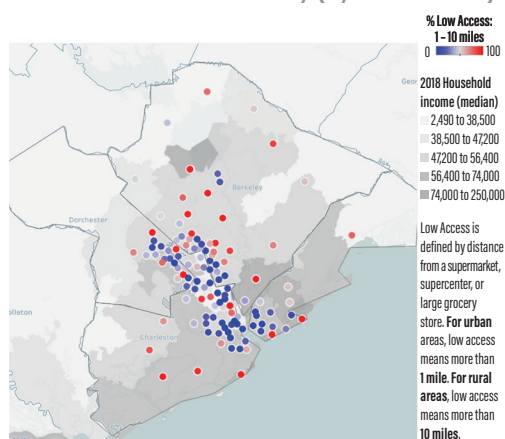 % Low Access:
1 – 10 miles
0 100
2018 Household
income (median)
2,490 to 38,500
38,500 to 47,200
47,200 to 56,400
56,400 to 74,000
74,000 to 250,000
Geor
Berkeley
Dorchester
olleton
Charleston
Low Access is
defined by distance
from a supermarket,
supercenter, or
large grocery
store. For urban
areas, low access
means more than
1 mile. For rural
areas, low access
means more than
10 miles.